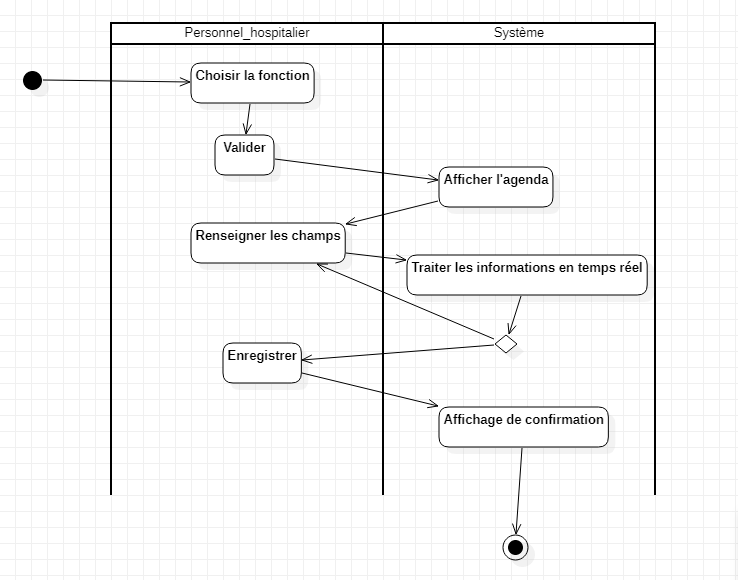 Personnel_hospitalier
Système
Choisir la fonction
Valider
Afficher l'agenda
Renseigner les champs
Traiter les informations en temps réel
Enregistrer
Affichage de confirmation